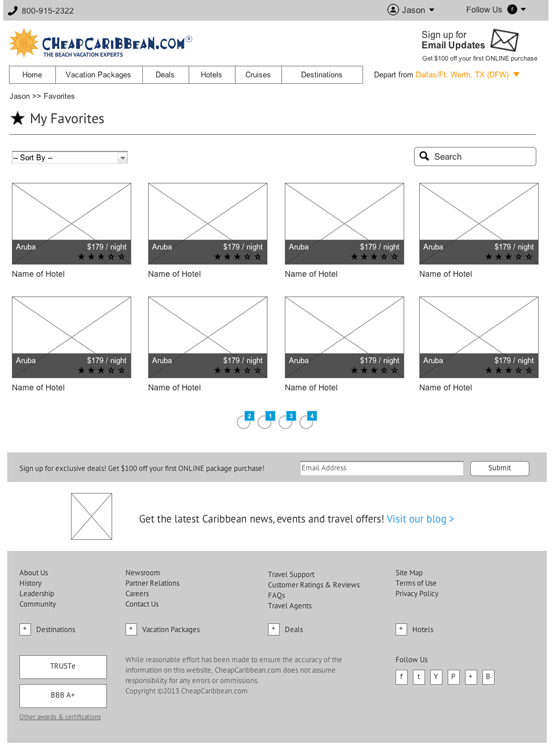 800-915-2322
Jason
Follow Us
CHEAPCARIBBEAN.COM®
THE BEACH VACATION EXPERTS
Sign up for
Email Updates
Get $100 off your first ONLINE purchase
Home Vacation Packages Deals Hotels Cruises Destinations
Depart from Dallas/Ft. Worth, TX (DFW)
Jason >> Favorites
My Favorites
-- Sort By --
Search
Aruba $179 / night Aruba $179 / night Aruba $179 / night Aruba $179 / night
Name of Hotel Name of Hotel Name of Hotel Name of Hotel
Aruba $179 / night Aruba $179 / night Aruba $179 / night Aruba $179 / night
Name of Hotel Name of Hotel Name of Hotel Name of Hotel
2 1 3 4
Sign up for exclusive deals! Get $100 off your first ONLINE package purchase!
Email Address
Submit
Get the latest Caribbean news, events and travel offers! Visit our blog >
About Us
History
Leadership
Community
Newsroom
Partner Relations
Careers
Contact Us
Travel Support
Customer Ratings & Reviews
FAQs
Travel Agents
Site Map
Terms of Use
Privacy Policy
+ Destinations + Vacation Packages + Deals + Hotels
TRUSTe
BBB A+
Other awards & certifications
While reasonable effort has been made to ensure the accuracy of the
information on this website, CheapCaribbean.com does not assume
responsibility for any errors or ommissions.
Copyright ©2013 CheapCaribbean.com
Follow Us
f t Y P + B